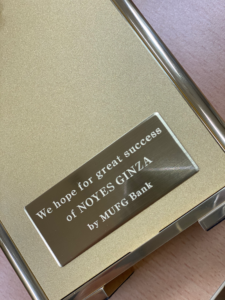 We hope for great success
of NOYES GINZA
by MUFG Bank